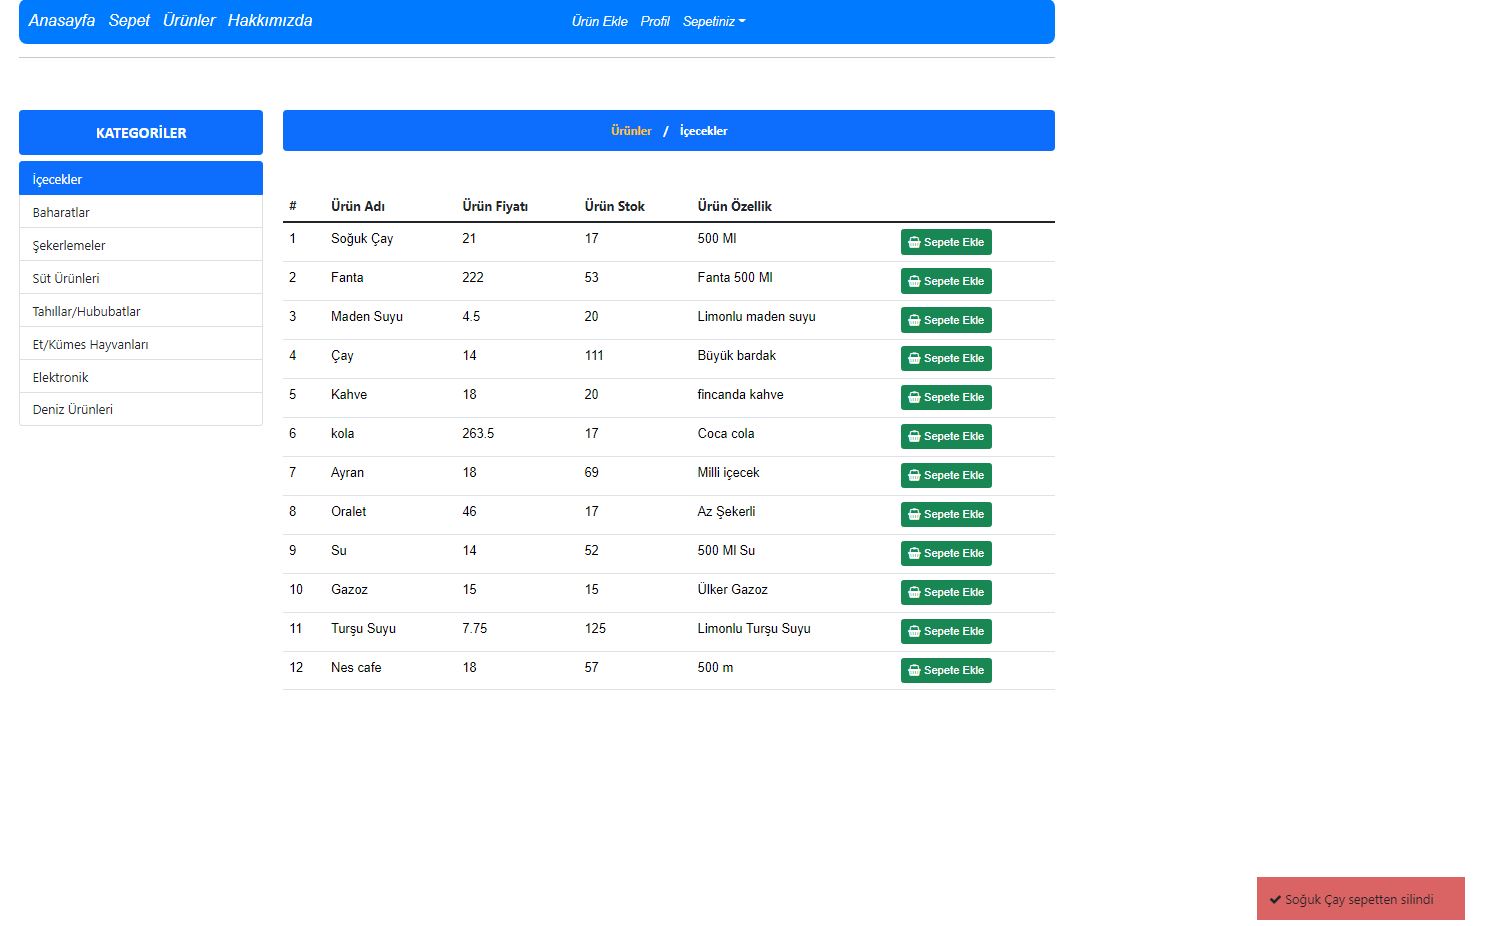 Anasayfa Sepet Ürünler Hakkımızda Ürün Ekle Profil Sepetiniz
KATEGORİLER
İçecekler
Baharatlar
Şekerlemeler
Süt Ürünleri
Tahıllar/Hububatlar
Et/Kümes Hayvanları
Elektronik
Deniz Ürünleri
Ürünler / İçecekler
# Ürün Adı Ürün Fiyatı Ürün Stok Ürün Özellik
1 Soğuk Çay 21 17 500 Ml Sepete Ekle
2 Fanta 222 53 Fanta 500 Ml Sepete Ekle
3 Maden Suyu 4.5 20 Limonlu maden suyu Sepete Ekle
4 Çay 14 111 Büyük bardak Sepete Ekle
5 Kahve 18 20 fincanda kahve Sepete Ekle
6 kola 263.5 17 Coca cola Sepete Ekle
7 Ayran 18 69 Milli içecek Sepete Ekle
8 Oralet 46 17 Az Şekerli Sepete Ekle
9 Su 14 52 500 Ml Su Sepete Ekle
10 Gazoz 15 15 Ülker Gazoz Sepete Ekle
11 Turşu Suyu 7.75 125 Limonlu Turşu Suyu Sepete Ekle
12 Nes cafe 18 57 500 m Sepete Ekle
Soğuk Çay sepetten silindi